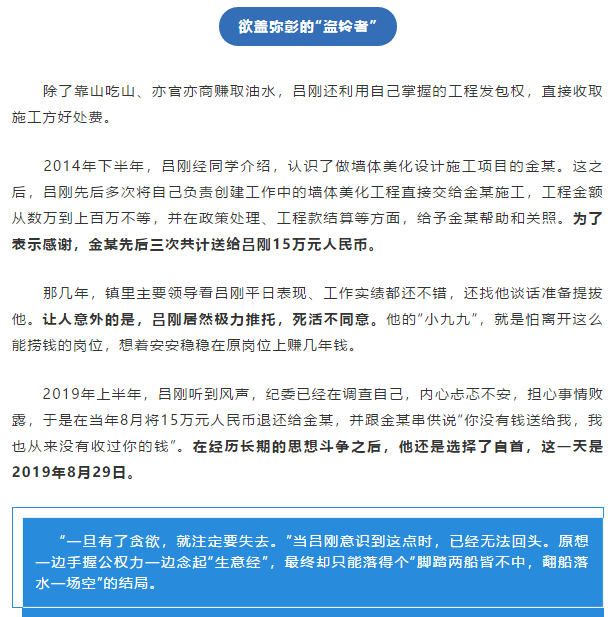 欲盖弥彰的“盗铃者”
除了靠山吃山、亦官亦商赚取油水，吕刚还利用自己掌握的工程发包权，直接收取
施工方好处费。
2014年下半年，吕刚经同学介绍，认识了做墙体美化设计施工项目的金某。这之
后，吕刚先后多次将自己负责创建工作中的墙体美化工程直接交给金某施工，工程金额
从数万到上百万不等，并在政策处理、工程款结算等方面，给予金某帮助和关照。为了
表示感谢，金某先后三次共计送给吕刚15万元人民币。
那几年，镇里主要领导看吕刚平日表现、工作实绩都还不错，还找他谈话准备提拔
他。让人意外的是，吕刚居然极力推托，死活不同意。他的“小九九”，就是怕离开这么
能捞钱的岗位，想着安安稳稳在原岗位上赚几年钱。
2019年上半年，吕刚听到风声，纪委已经在调查自己，内心忐忑不安，担心事情败
露，于是在当年8月将15万元人民币退还给金某，并跟金某串供说“你没有钱送给我，我
也从来没有收过你的钱”。在经历长期的思想斗争之后，他还是选择了自首，这一天是
2019年8月29日。
“一旦有了贪欲，就注定要失去。”当吕刚意识到这点时，已经无法回头。原想
一边手握公权力一边念起“生意经”，最终却只能落得个“脚踏两船皆不中，翻船落
水一场空”的结局。